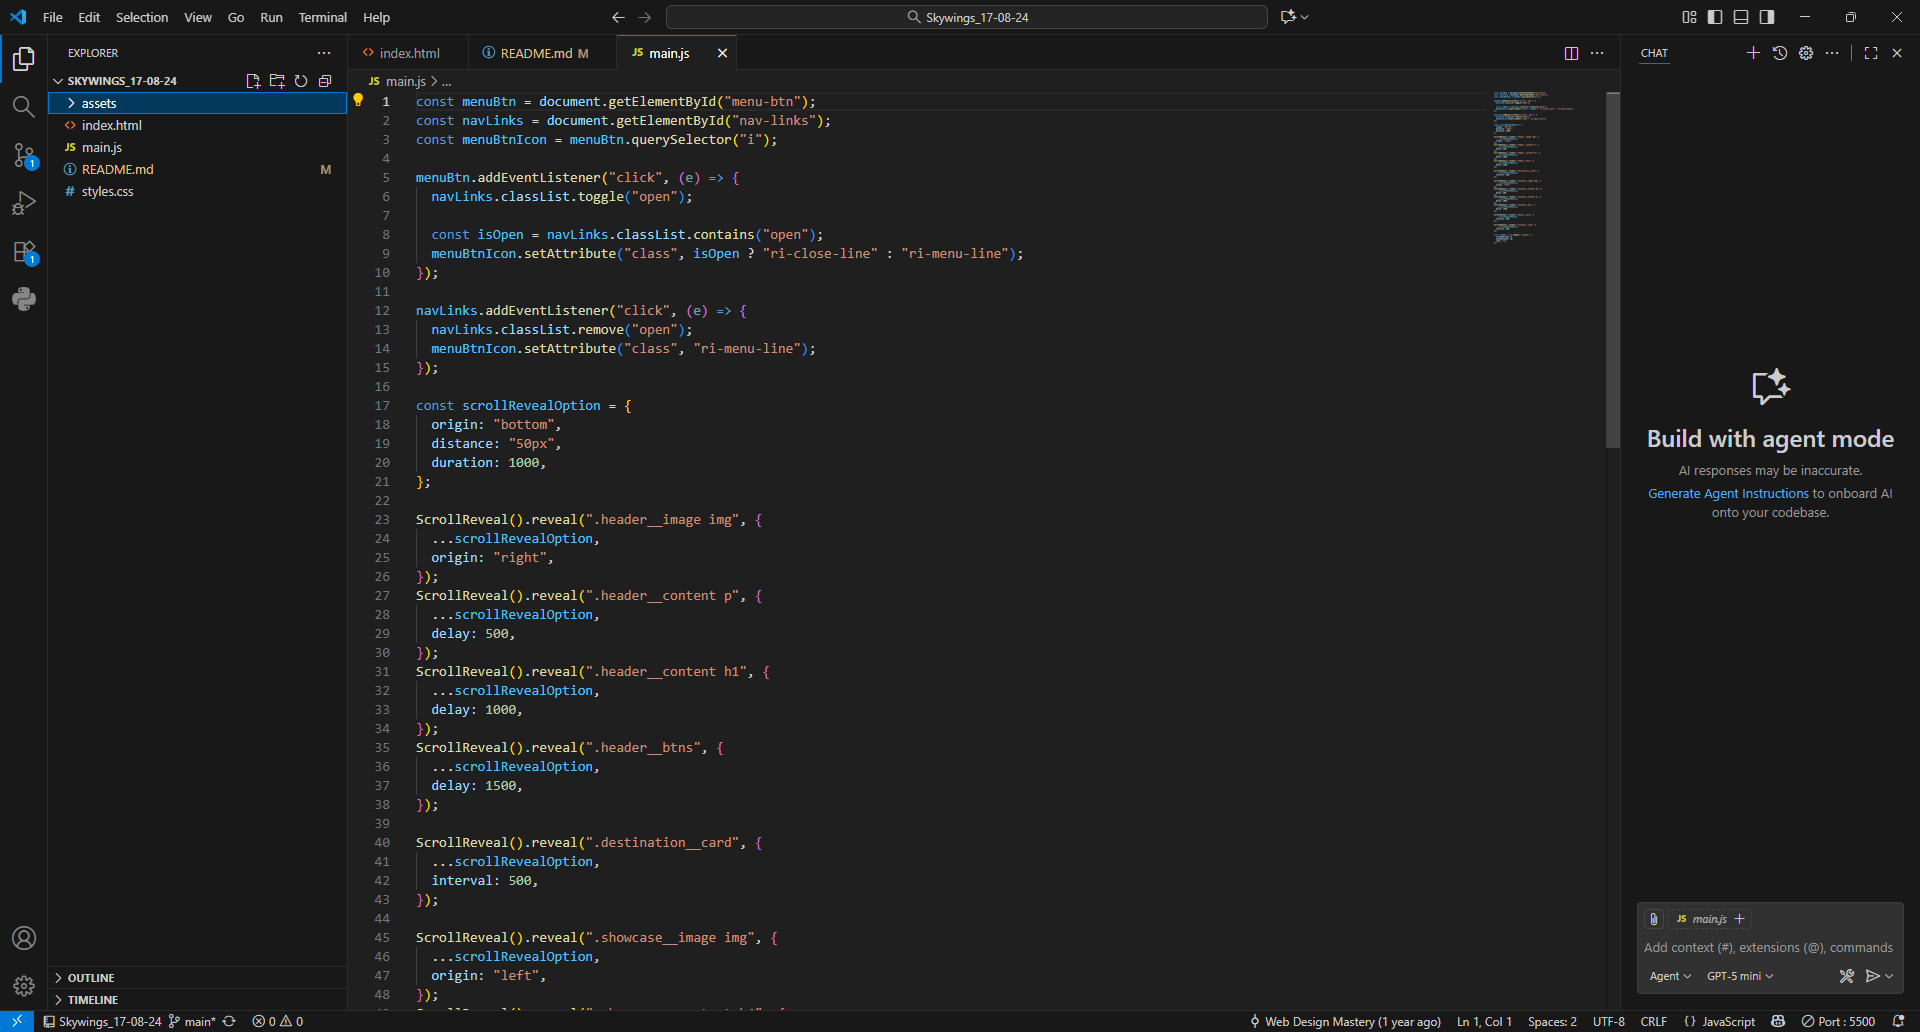 File Edit Selection View Go Run Terminal Help
Skywings_17-08-24
EXPLORER
SKYWINGS_17-08-24
assets
index.html
JS main.js
README.md M
# styles.css
OUTLINE
TIMELINE
index.html
README.md M
JS main.js
JS main.js > ...
1 const menuBtn = document.getElementById("menu-btn");
2 const navLinks = document.getElementById("nav-links");
3 const menuBtnIcon = menuBtn.querySelector("i");
4
5 menuBtn.addEventListener("click", (e) => {
6 navLinks.classList.toggle("open");
7
8 const isOpen = navLinks.classList.contains("open");
9 menuBtnIcon.setAttribute("class", isOpen ? "ri-close-line" : "ri-menu-line");
10 });
11
12 navLinks.addEventListener("click", (e) => {
13 navLinks.classList.remove("open");
14 menuBtnIcon.setAttribute("class", "ri-menu-line");
15 });
16
17 const scrollRevealOption = {
18 origin: "bottom",
19 distance: "50px",
20 duration: 1000,
21 };
22
23 ScrollReveal().reveal(".header__image img", {
24 ...scrollRevealOption,
25 origin: "right",
26 });
27 ScrollReveal().reveal(".header__content p", {
28 ...scrollRevealOption,
29 delay: 500,
30 });
31 ScrollReveal().reveal(".header__content h1", {
32 ...scrollRevealOption,
33 delay: 1000,
34 });
35 ScrollReveal().reveal(".header__btns", {
36 ...scrollRevealOption,
37 delay: 1500,
38 });
39
40 ScrollReveal().reveal(".destination__card", {
41 ...scrollRevealOption,
42 interval: 500,
43 });
44
45 ScrollReveal().reveal(".showcase__image img", {
46 ...scrollRevealOption,
47 origin: "left",
48 });
CHAT
Build with agent mode
AI responses may be inaccurate.
Generate Agent Instructions to onboard AI
onto your codebase.
JS main.js +
Add context (#), extensions (@), commands
Agent GPT-5 mini
1
1
Skywings_17-08-24 main* 0 0
Web Design Mastery (1 year ago) Ln 1, Col 1 Spaces: 2 UTF-8 CRLF {} JavaScript Port : 5500